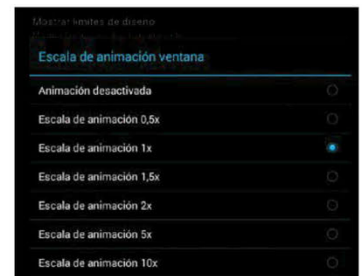 Mostrar límites de diseño
Escala de animación ventana
Animación desactivada
Escala de animación 0,5x
Escala de animación 1x
Escala de animación 1,5x
Escala de animación 2x
Escala de animación 5x
Escala de animación 10x